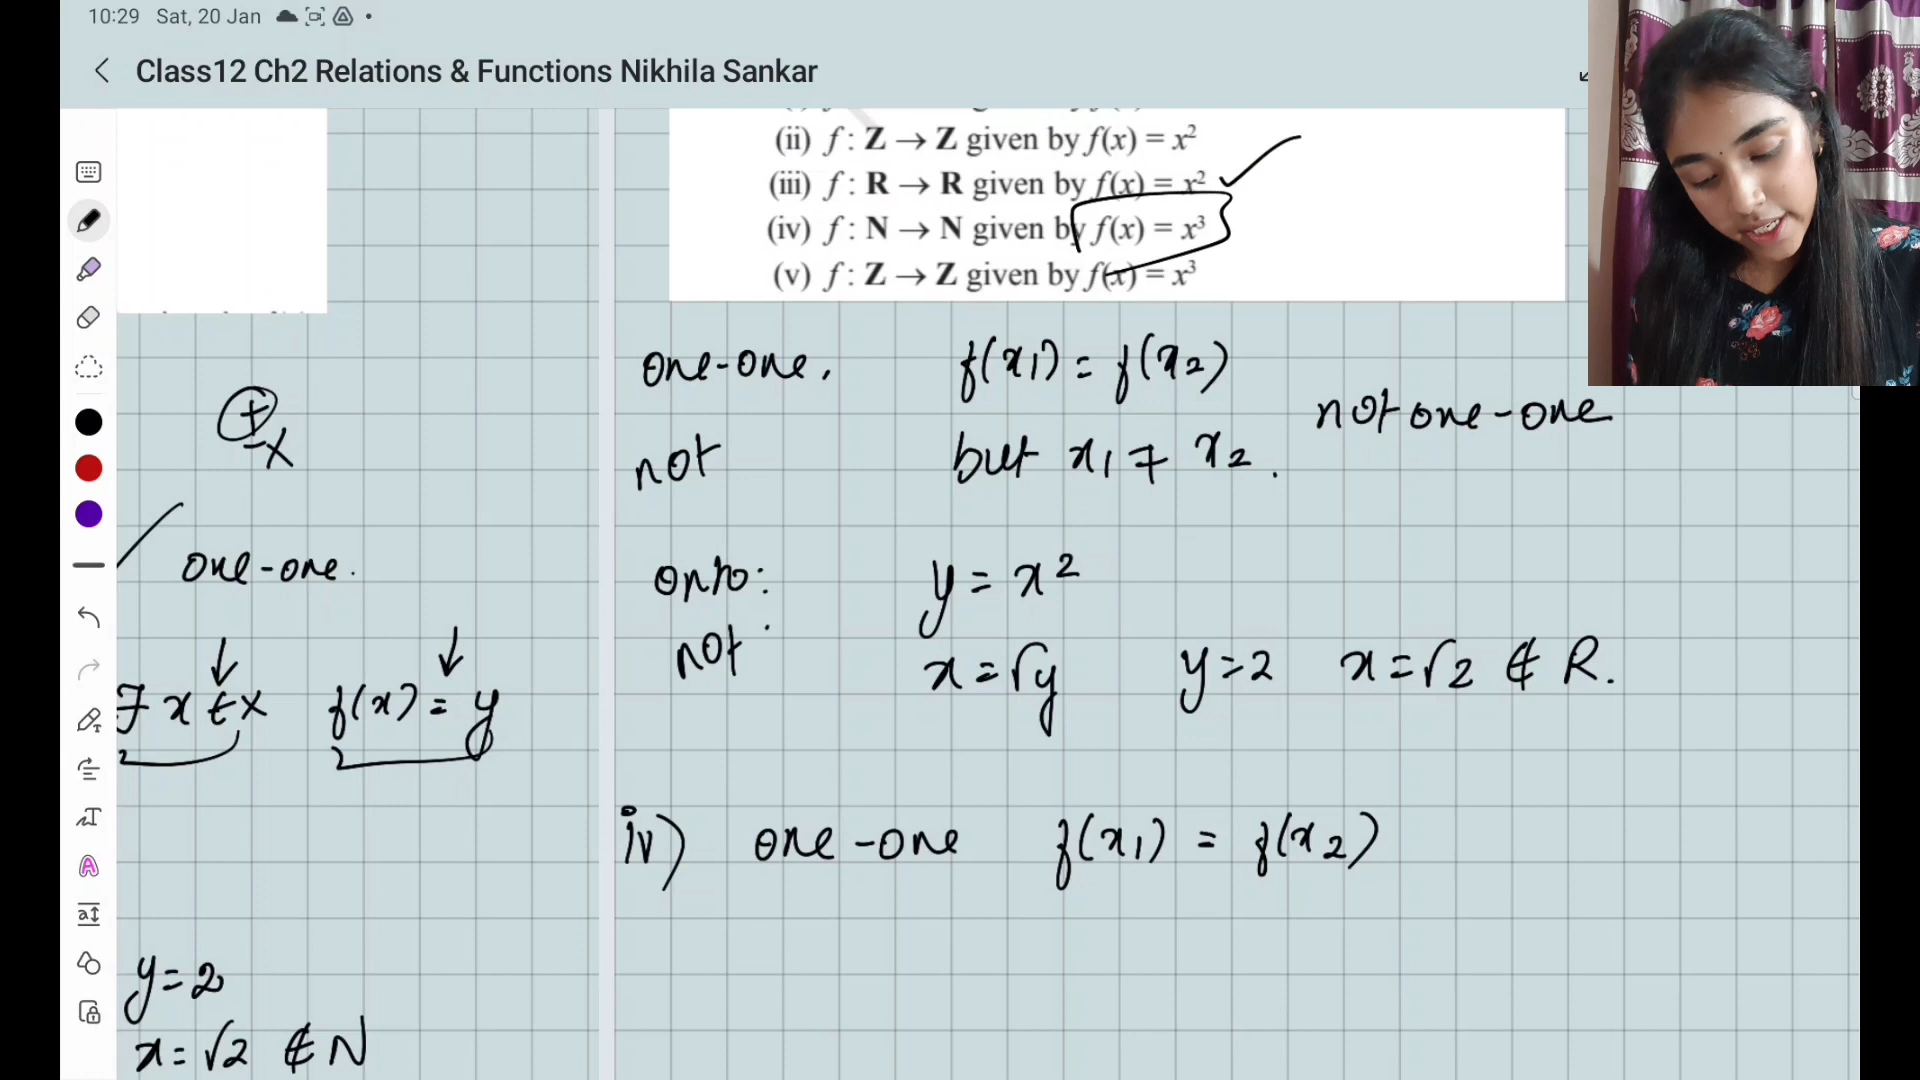 10:29 Sat, 20 Jan
Class12 Ch2 Relations & Functions Nikhila Sankar
(ii) f : Z → Z given by f(x) = x²
(iii) f : R → R given by f(x) = x²
(iv) f : N → N given by f(x) = x³
(v) f : Z → Z given by f(x) = x³
± x
one-one.
∃ x ∈ X f(x) = y
y = 2
x = √2 ∉ N
one-one, f(x1) = f(x2)
not but x1 ≠ x2 . not one-one
onto: y = x²
not x = √y y=2 x = √2 ∉ R.
iv) one-one f(x1) = f(x2)